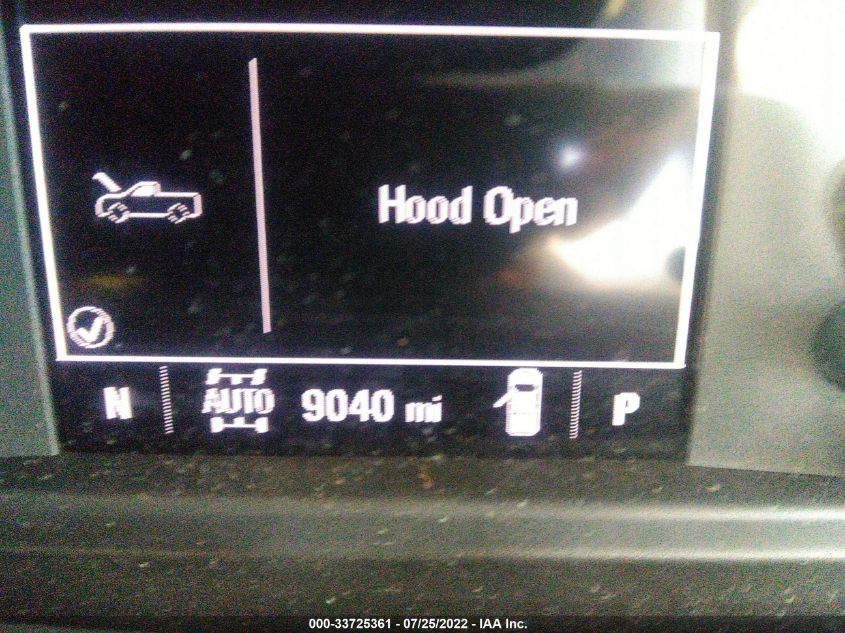 Hood Open
N AUTO 9040 mi P
000-33725361 - 07/25/2022 - IAA Inc.